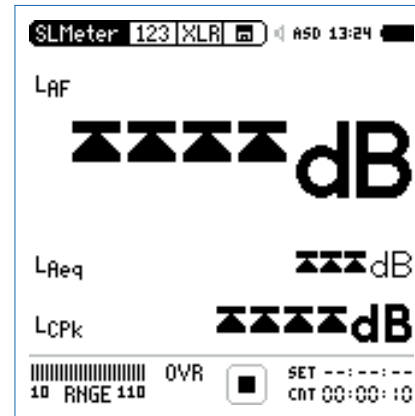 SLMeter 123 XLR ASD 13:24
LAF
dB
LAeq dB
LCPk dB
OVR SET --:--:--
10 RNGE 110 CNT 00:00:10